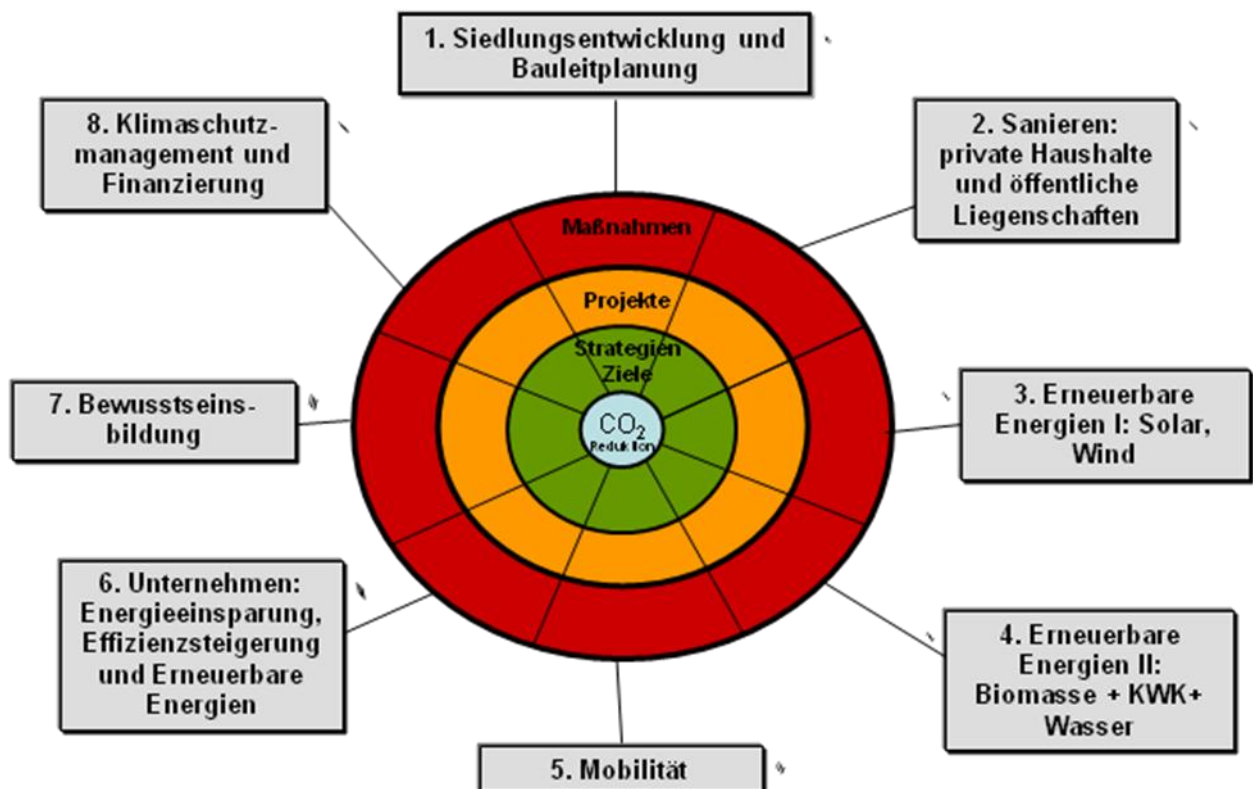 1. Siedlungsentwicklung und
Bauleitplanung
2. Sanieren:
private Haushalte
und öffentliche
Liegenschaften
3. Erneuerbare
Energien I: Solar,
Wind
4. Erneuerbare
Energien II:
Biomasse + KWK+
Wasser
5. Mobilität
6. Unternehmen:
Energieeinsparung,
Effizienzsteigerung
und Erneuerbare
Energien
7. Bewusstseins-
bildung
8. Klimaschutz-
management und
Finanzierung
Maßnahmen
Projekte
Strategien
Ziele
CO₂
Reduktion